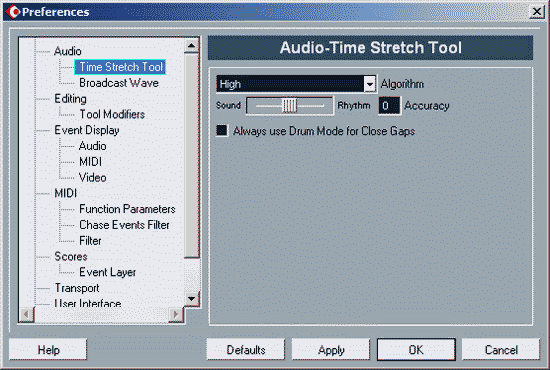 Preferences
Audio
Time Stretch Tool
Broadcast Wave
Editing
Tool Modifiers
Event Display
Audio
MIDI
Video
MIDI
Function Parameters
Chase Events Filter
Filter
Scores
Event Layer
Transport
User Interface
Audio-Time Stretch Tool
High Algorithm
Sound Rhythm 0 Accuracy
Always use Drum Mode for Close Gaps
Help Defaults Apply OK Cancel